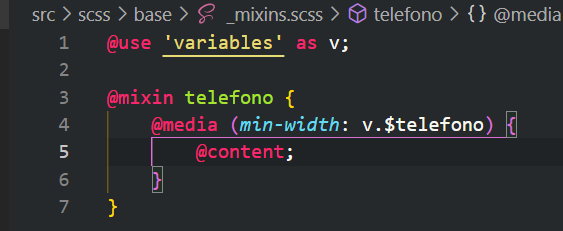 src > scss > base > _mixins.scss > telefono > {} @media
1 @use 'variables' as v;
2
3 @mixin telefono {
4 @media (min-width: v.$telefono) {
5 @content;
6 }
7 }